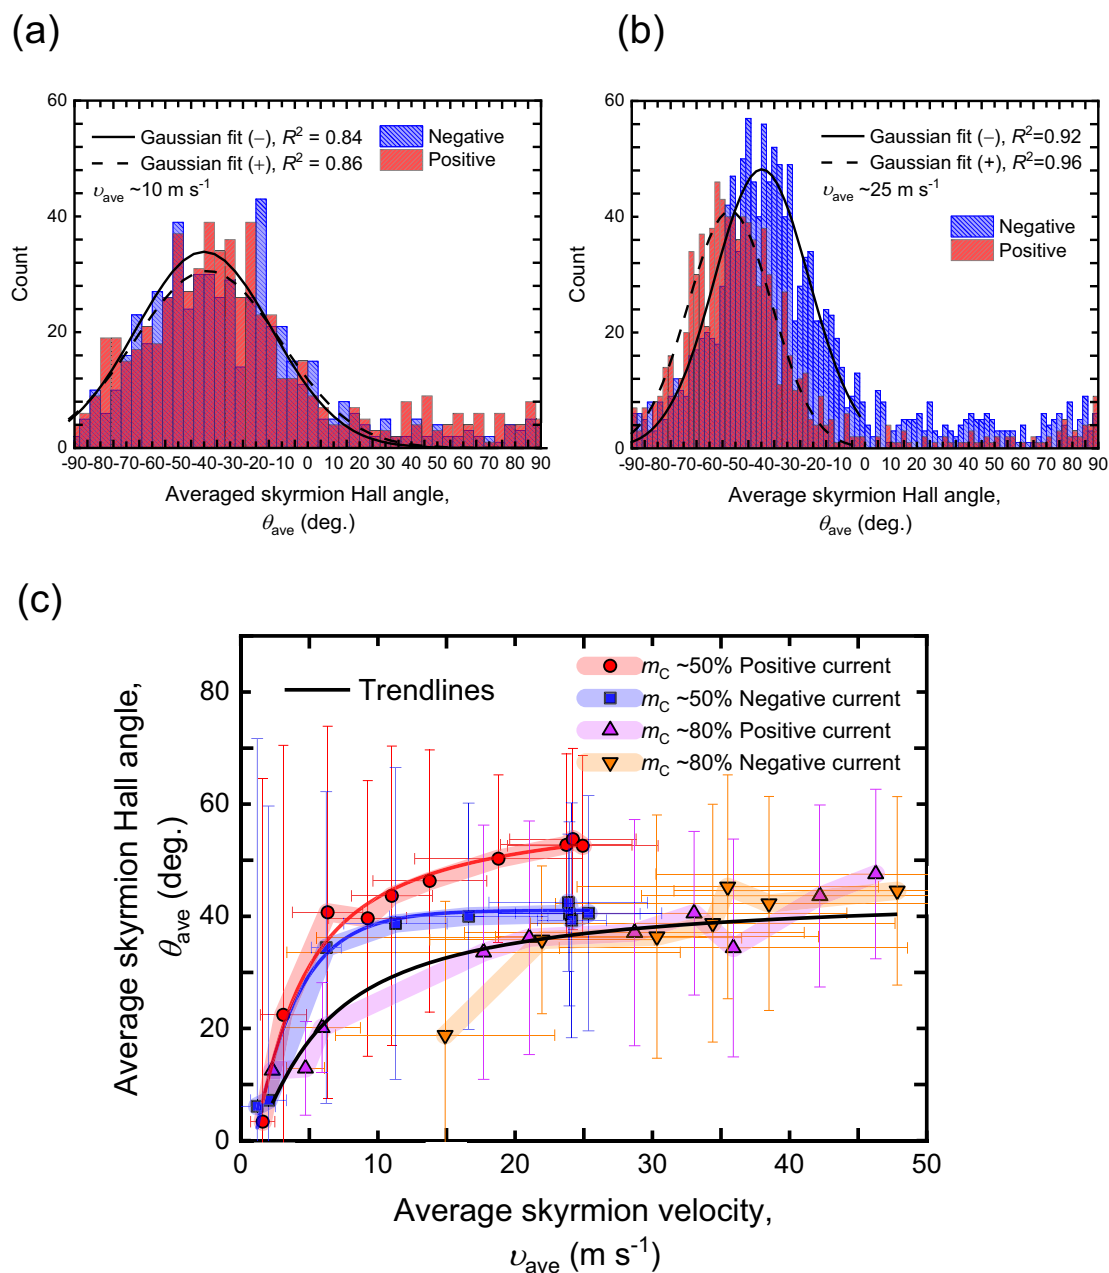 (a)
60
40
20
0
Count
Gaussian fit (−), R² = 0.84
Gaussian fit (+), R² = 0.86
υave ~10 m s-1
Negative
Positive
-90 -80 -70 -60 -50 -40 -30 -20 -10 0 10 20 30 40 50 60 70 80 90
Averaged skyrmion Hall angle,
θave (deg.)
(b)
60
40
20
0
Count
Gaussian fit (−), R²=0.92
Gaussian fit (+), R²=0.96
υave ~25 m s-1
Negative
Positive
-90 -80 -70 -60 -50 -40 -30 -20 -10 0 10 20 30 40 50 60 70 80 90
Average skyrmion Hall angle,
θave (deg.)
(c)
Average skyrmion Hall angle,
θave (deg.)
80
60
40
20
0
Trendlines
mC ~50% Positive current
mC ~50% Negative current
mC ~80% Positive current
mC ~80% Negative current
0 10 20 30 40 50
Average skyrmion velocity,
υave (m s-1)